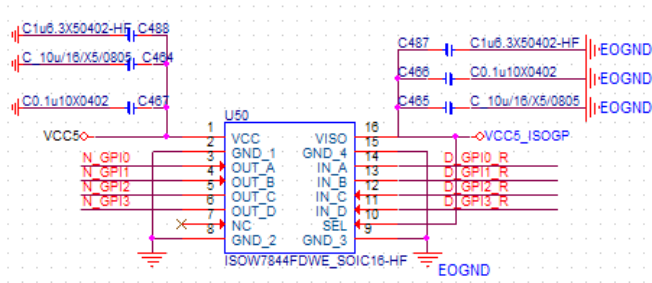 C1u6.3X50402-HF C488
C_10u/16/X5/0805 C464
C0.1u10X0402 C467
C487 C1u6.3X50402-HF EOGND
C466 C0.1u10X0402 EOGND
C465 C_10u/16/X5/0805 EOGND
U50
VCC5 1 VCC VISO 16 VCC5_ISOGP
2 GND_1 GND_4 15
N_GPI0 3 OUT_A IN_A 14 D_GPI0_R
N_GPI1 4 OUT_B IN_B 13 D_GPI1_R
N_GPI2 5 OUT_C IN_C 12 D_GPI2_R
N_GPI3 6 OUT_D IN_D 11 D_GPI3_R
7 NC SEL 10
8 GND_2 GND_3 9
ISOW7844FDWE_SOIC16-HF
EOGND